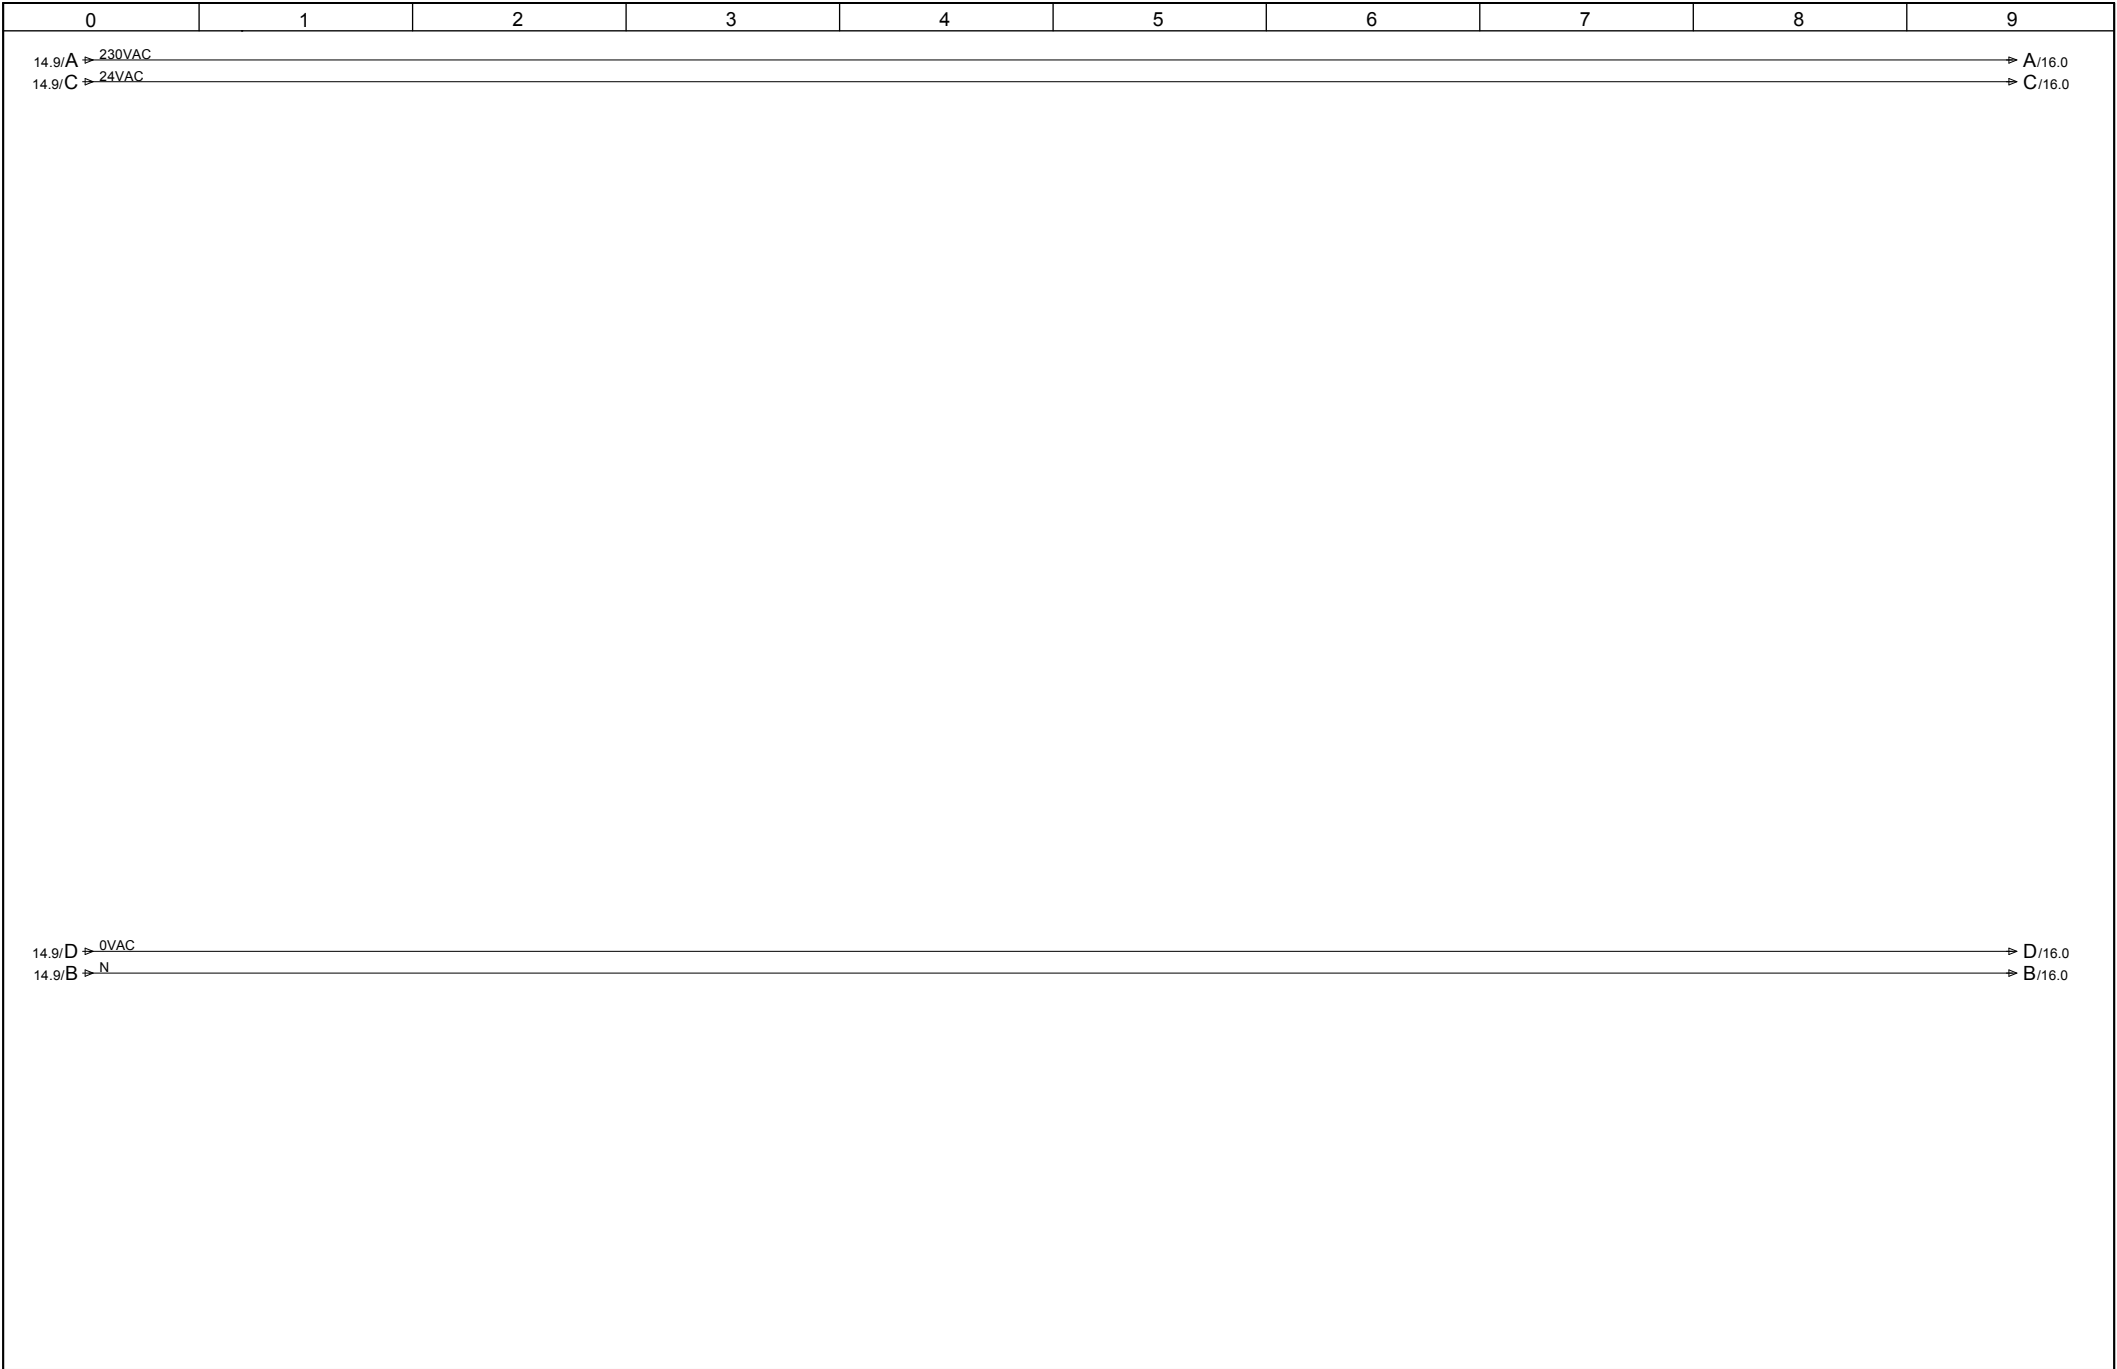 0 1 2 3 4 5 6 7 8 9
14.9/A 230VAC A/16.0
14.9/C 24VAC C/16.0
14.9/D 0VAC D/16.0
14.9/B N B/16.0